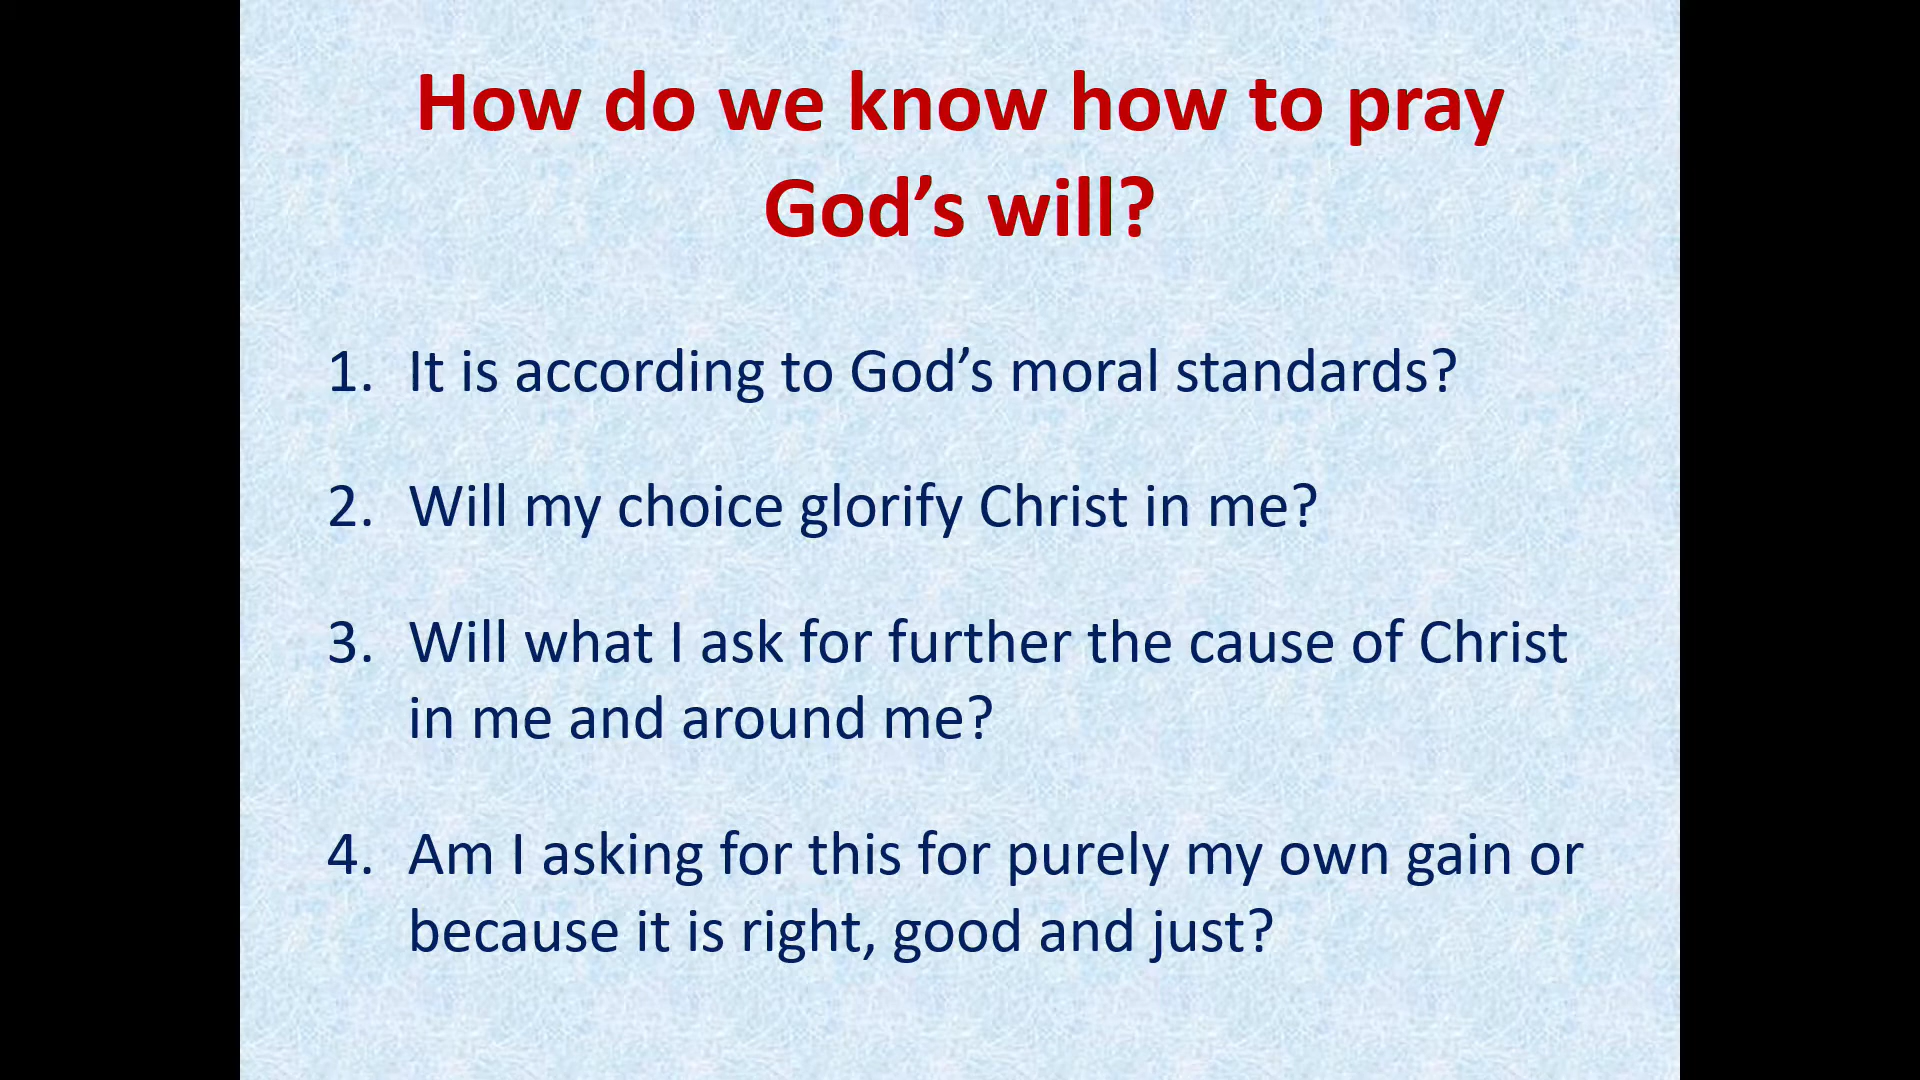 How do we know how to pray
God’s will?
1. It is according to God’s moral standards?
2. Will my choice glorify Christ in me?
3. Will what I ask for further the cause of Christ
in me and around me?
4. Am I asking for this for purely my own gain or
because it is right, good and just?